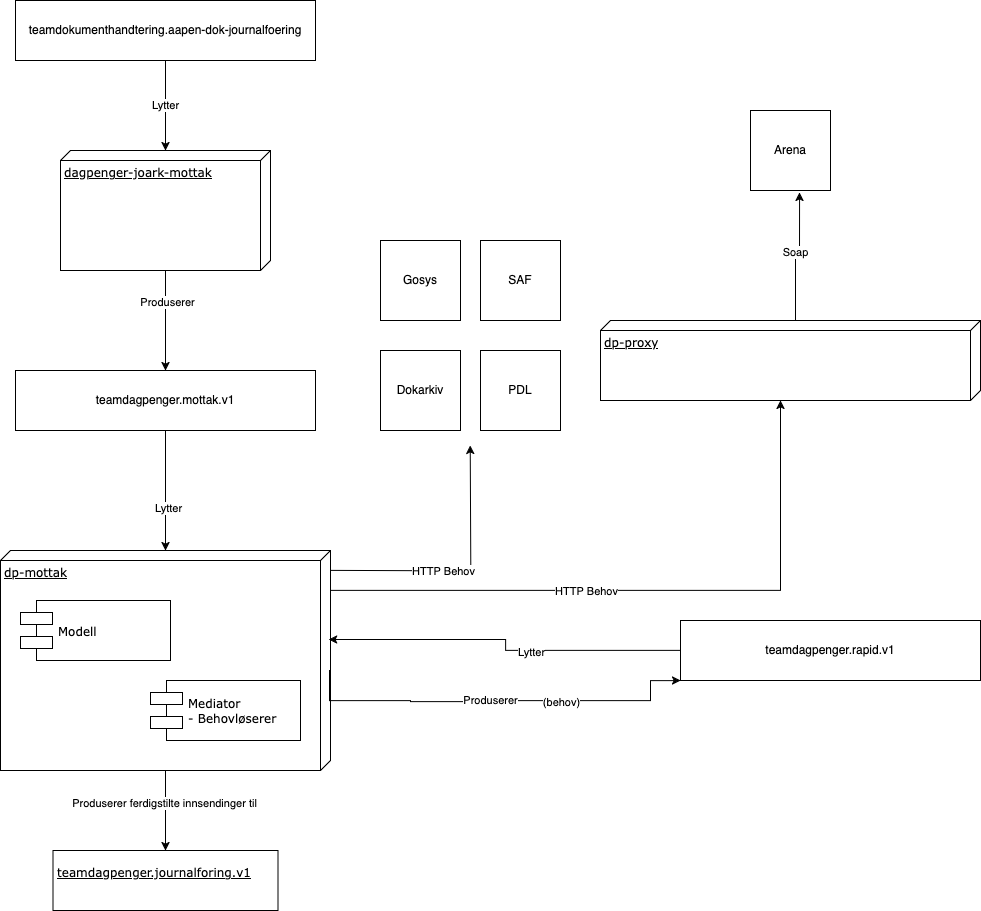 teamdokumenthandtering.aapen-dok-journalfoering
Lytter
dagpenger-joark-mottak
Produserer
teamdagpenger.mottak.v1
Lytter
Gosys
SAF
Dokarkiv
PDL
Arena
Soap
dp-proxy
HTTP Behov
HTTP Behov
dp-mottak
Modell
Mediator
- Behovløserer
Lytter
teamdagpenger.rapid.v1
Produserer
(behov)
Produserer ferdigstilte innsendinger til
teamdagpenger.journalforing.v1